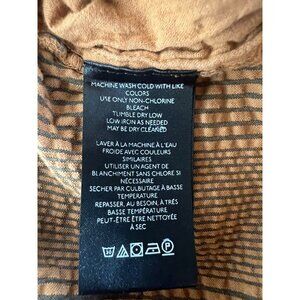 MACHINE WASH COLD WITH LIKE
COLORS
USE ONLY NON-CHLORINE
BLEACH
TUMBLE DRY LOW
LOW IRON AS NEEDED
MAY BE DRY CLEANED
LAVER À LA MACHINE À L'EAU
FROIDE AVEC COULEURS
SIMILAIRES
UTILISER UN AGENT DE
BLANCHIMENT SANS CHLORE SI
NÉCESSAIRE
SÉCHER PAR CULBUTAGE À BASSE
TEMPÉRATURE
REPASSER, AU BESOIN, À
BASSE TEMPÉRATURE
PEUT-ÊTRE ÊTRE NETTOYÉE
À SEC